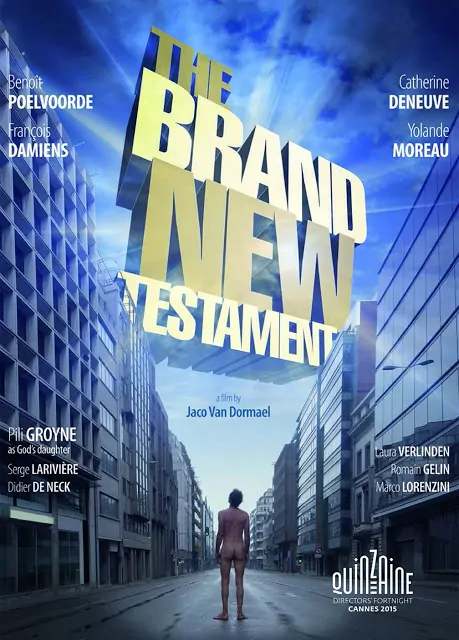 Benoît
POELVOORDE
François
DAMIENS
Catherine
DENEUVE
Yolande
MOREAU
THE
BRAND
NEW
TESTAMENT
a film by
Jaco Van Dormael
Pili GROYNE
as God's daughter
Serge LARIVIÈRE
Didier DE NECK
Laura VERLINDEN
Romain GELIN
Marco LORENZINI
QUINZAINE
DIRECTORS' FORTNIGHT
CANNES 2015